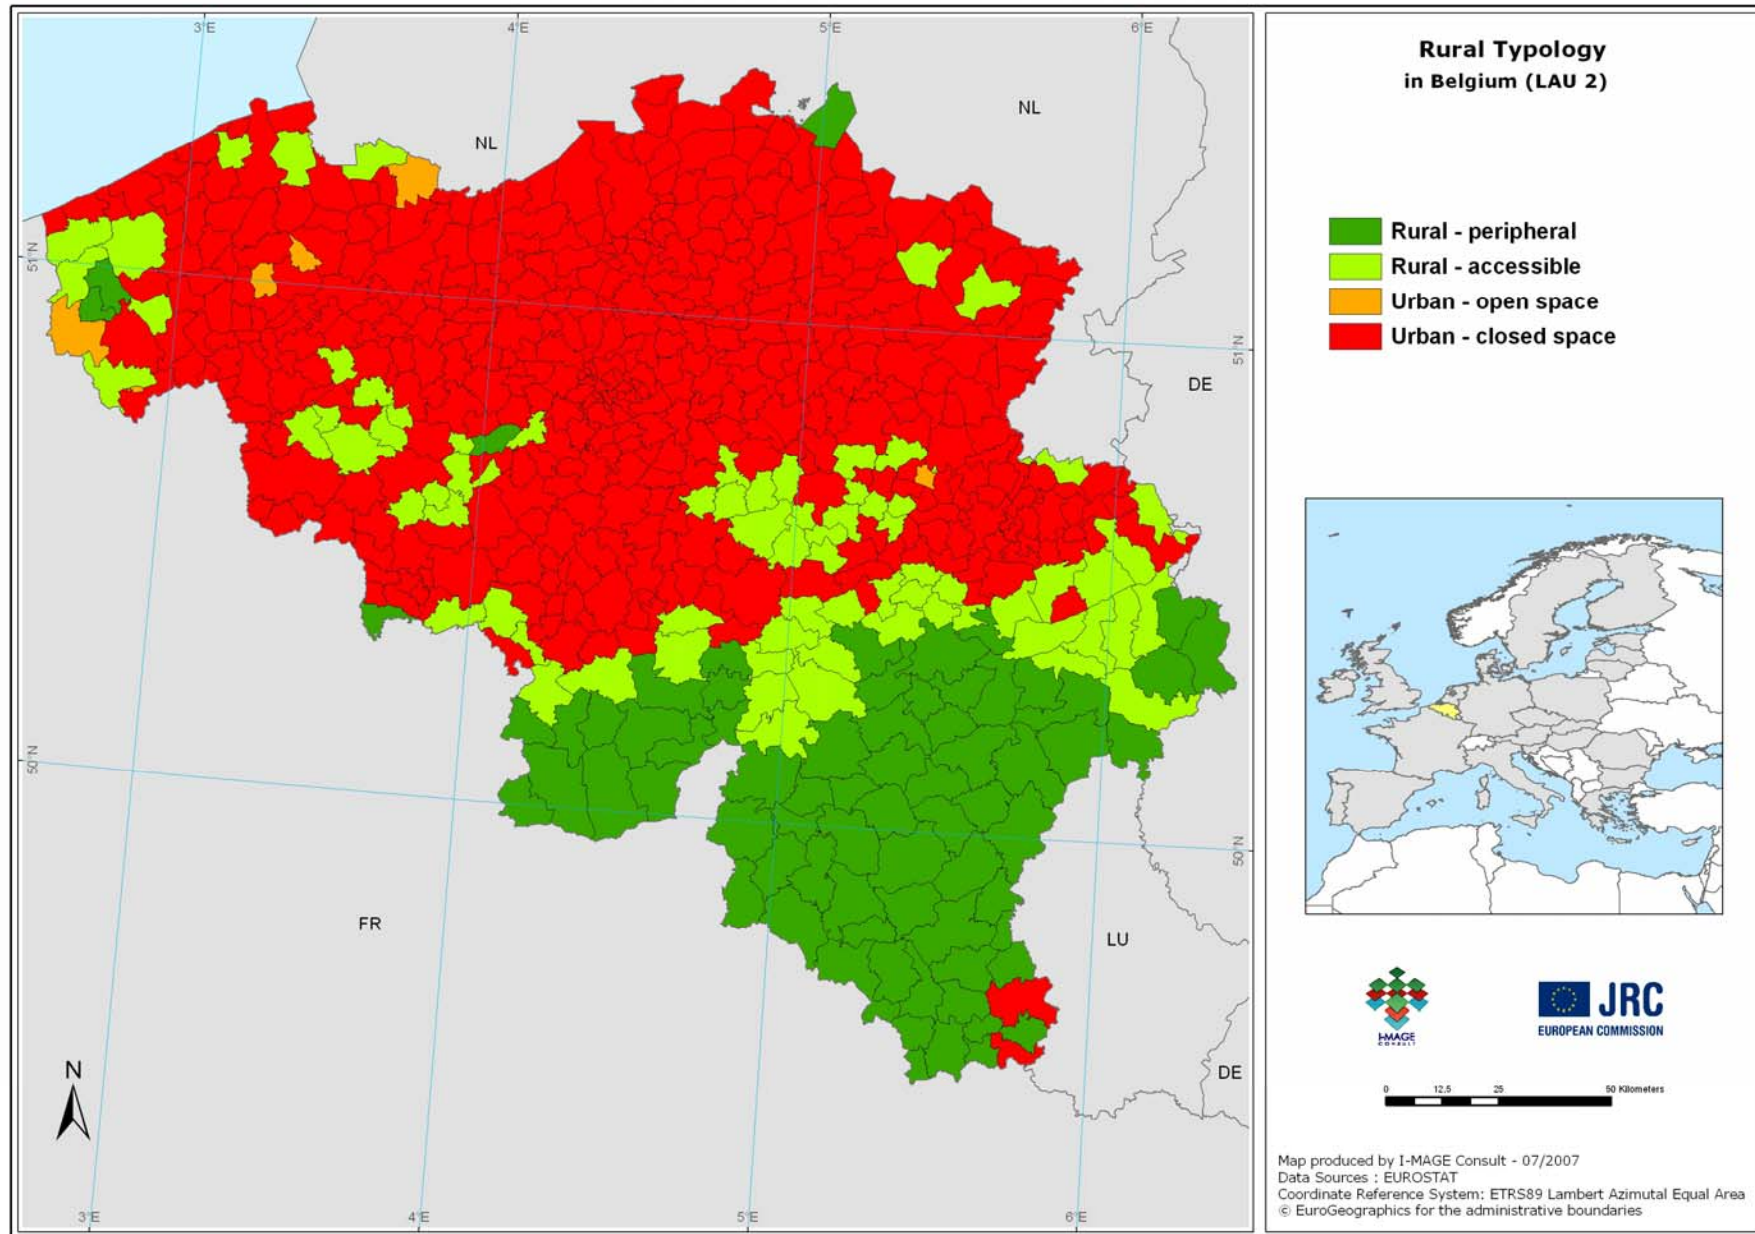 3°E
4°E
5°E
6°E
NL
NL
51°N
51°N
DE
50°N
50°N
FR
LU
N
DE
3°E
4°E
5°E
6°E
Rural Typology
in Belgium (LAU 2)
Rural - peripheral
Rural - accessible
Urban - open space
Urban - closed space
I-MAGE
CONSULT
JRC
EUROPEAN COMMISSION
0 12.5 25 50 Kilometers
Map produced by I-MAGE Consult - 07/2007
Data Sources : EUROSTAT
Coordinate Reference System: ETRS89 Lambert Azimutal Equal Area
© EuroGeographics for the administrative boundaries